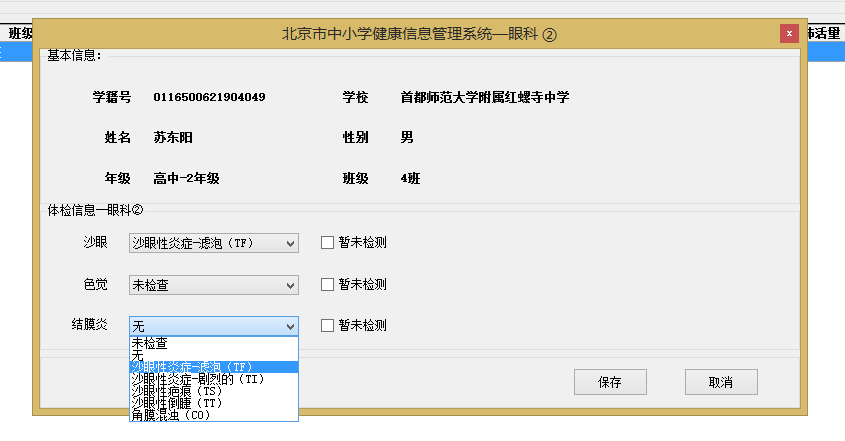 班级
肺活量
北京市中小学健康信息管理系统—眼科②
x
基本信息：
学籍号 0116500621904049 学校 首都师范大学附属红螺寺中学
姓名 苏东阳 性别 男
年级 高中-2年级 班级 4班
体检信息—眼科②
沙眼 沙眼性炎症-滤泡（TF） 暂未检测
色觉 未检查 暂未检测
结膜炎 无 暂未检测
未检查
无
沙眼性炎症-滤泡（TF）
沙眼性炎症-剧烈的（TI）
沙眼性疤痕（TS）
沙眼性倒睫（TT）
角膜混浊（CO）
保存 取消